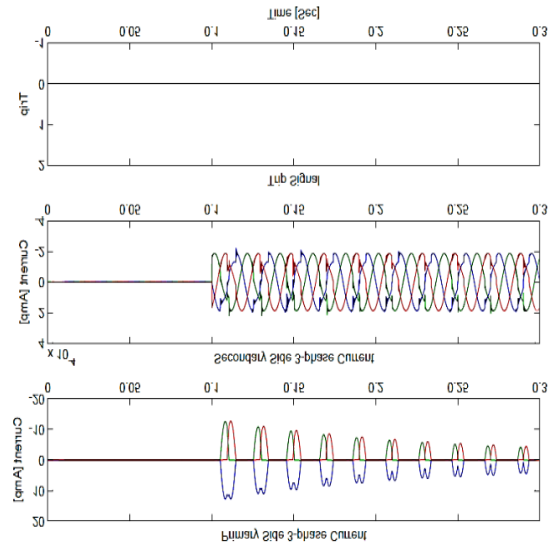 Primary Side 3-phase Current
20
10
0
-10
-20
Current [Amp]
0 0.05 0.1 0.15 0.2 0.25 0.3
x 10^4
Secondary Side 3-phase Current
4
2
0
-2
-4
Current [Amp]
0 0.05 0.1 0.15 0.2 0.25 0.3
Trip Signal
2
1
0
-1
Trip
0 0.05 0.1 0.15 0.2 0.25 0.3
Time [Sec]